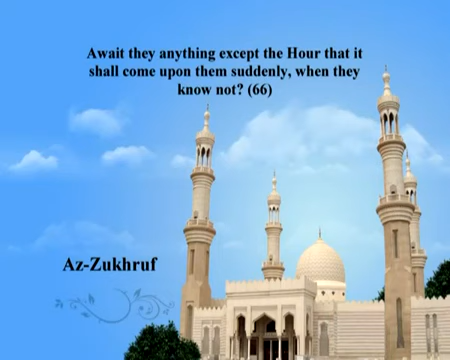 Await they anything except the Hour that it
shall come upon them suddenly, when they
know not? (66)
Az-Zukhruf